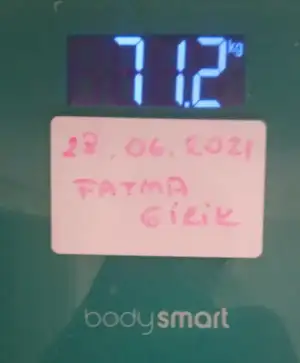 71.2 kg
28.06.2021
FATMA
GİRİK
bodysmart